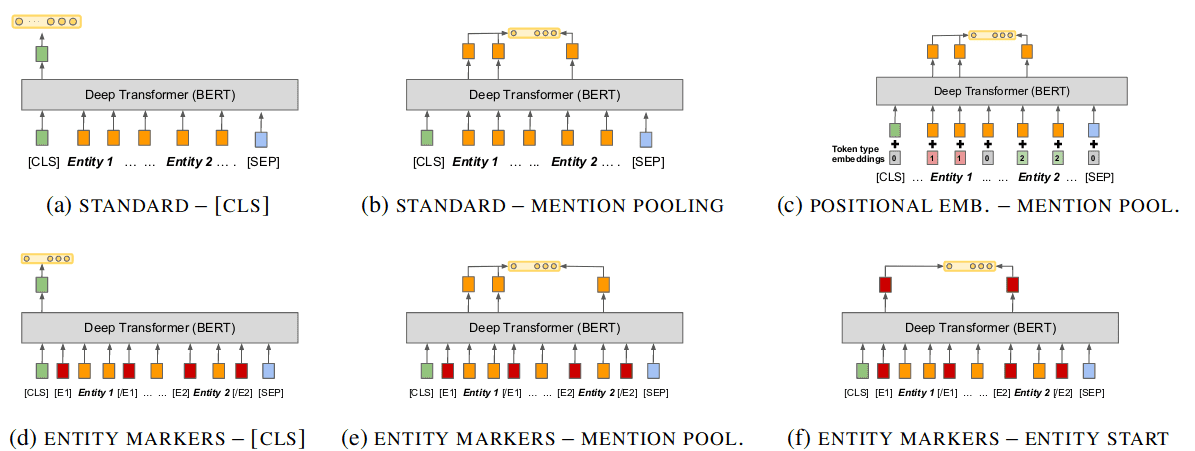 Deep Transformer (BERT)
[CLS] Entity 1 ... ... Entity 2 ... . [SEP]
(a) STANDARD – [CLS]
Deep Transformer (BERT)
[CLS] Entity 1 ... ... Entity 2 ... . [SEP]
(b) STANDARD – MENTION POOLING
Deep Transformer (BERT)
Token type
embeddings
+ + + + + + +
0 1 1 0 2 2 0
[CLS] ... Entity 1 ... ... Entity 2 ... [SEP]
(c) POSITIONAL EMB. – MENTION POOL.
Deep Transformer (BERT)
[CLS] [E1] Entity 1 [/E1] ... ... [E2] Entity 2 [/E2] [SEP]
(d) ENTITY MARKERS – [CLS]
Deep Transformer (BERT)
[CLS] [E1] Entity 1 [/E1] ... ... [E2] Entity 2 [/E2] [SEP]
(e) ENTITY MARKERS – MENTION POOL.
Deep Transformer (BERT)
[CLS] [E1] Entity 1 [/E1] ... ... [E2] Entity 2 [/E2] [SEP]
(f) ENTITY MARKERS – ENTITY START